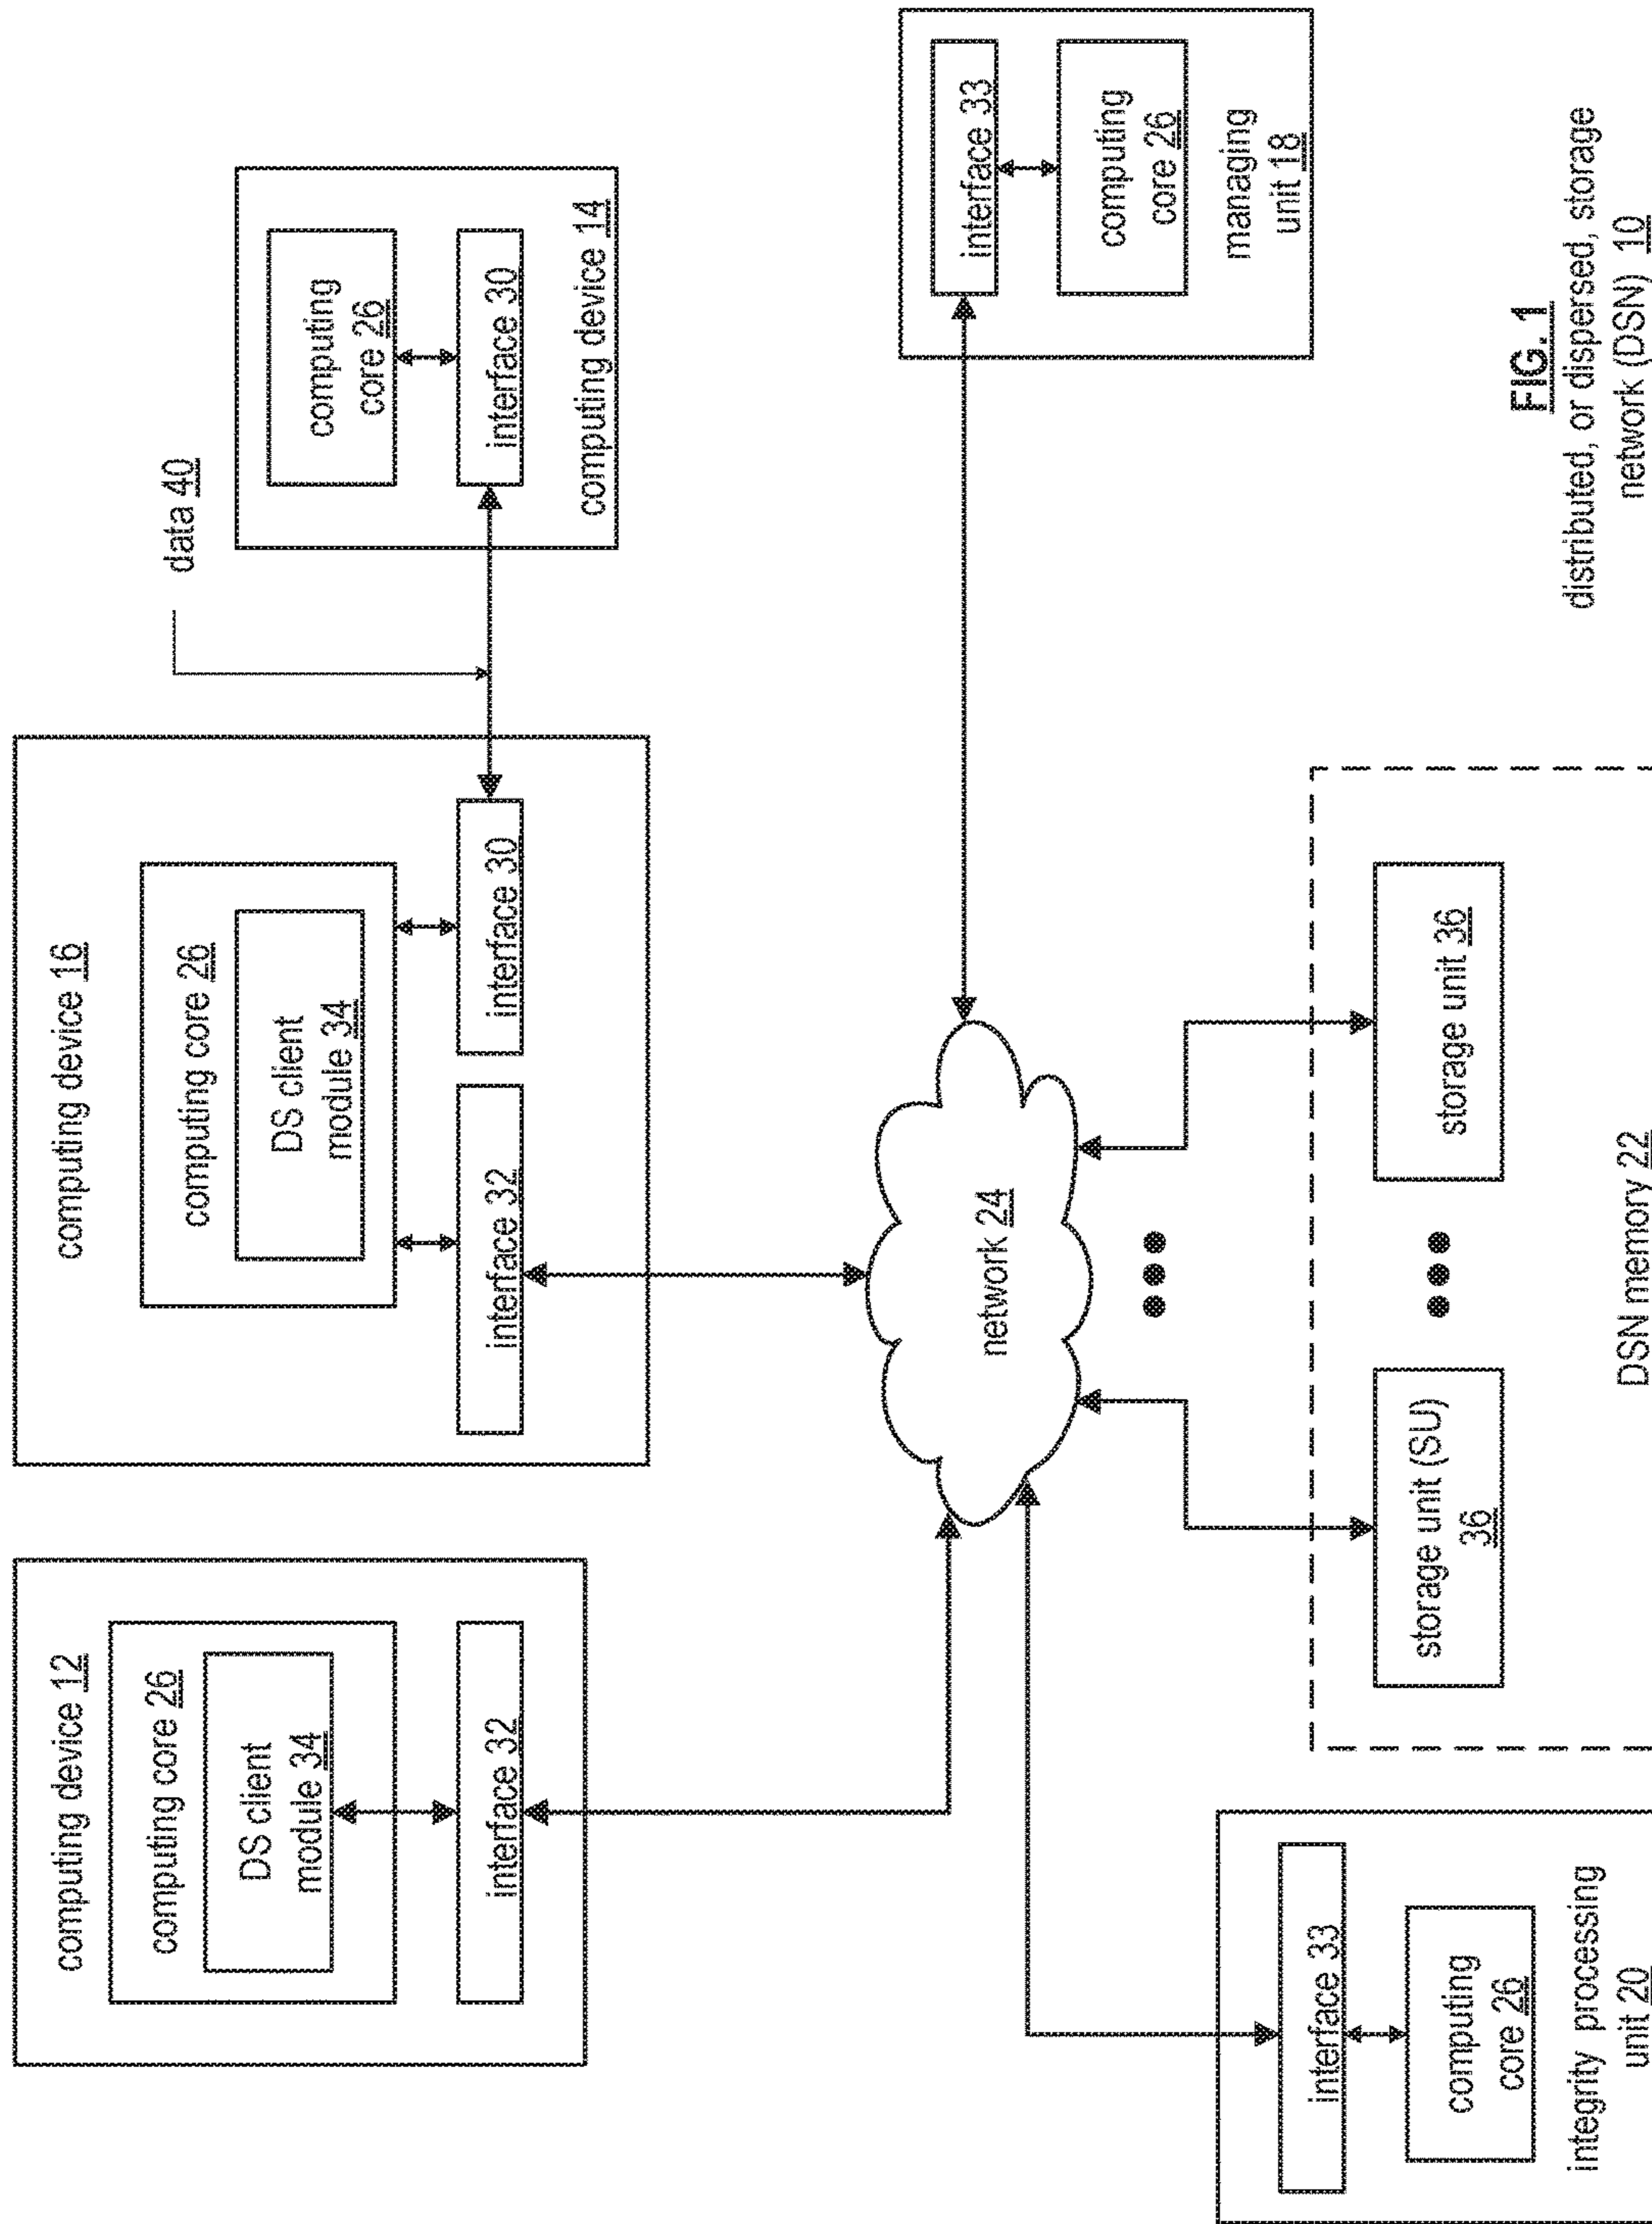 computing device 12
computing core 26
DS client
module 34
interface 32
computing device 16
computing core 26
DS client
module 34
interface 32
interface 30
data 40
computing
core 26
interface 30
computing device 14
network 24
interface 33
computing
core 26
managing
unit 18
interface 33
computing
core 26
integrity processing
unit 20
storage unit (SU)
36
storage unit 36
DSN memory 22
FIG. 1
distributed, or dispersed, storage
network (DSN) 10